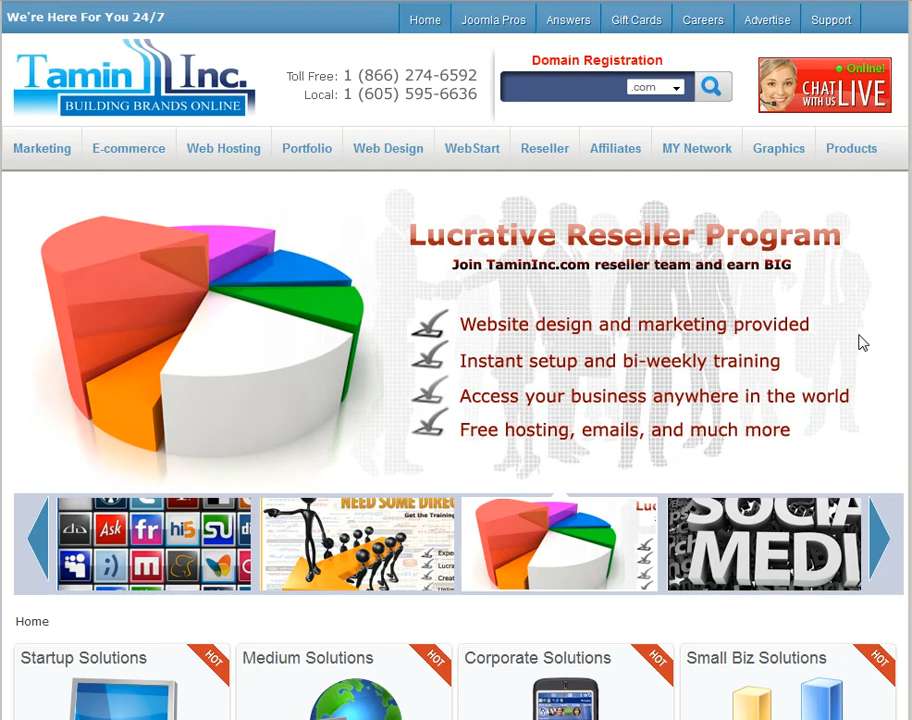 We're Here For You 24/7
Home Joomla Pros Answers Gift Cards Careers Advertise Support
Tamin Inc.
BUILDING BRANDS ONLINE
Toll Free: 1 (866) 274-6592
Local: 1 (605) 595-6636
Domain Registration
.com
Online!
CHAT WITH US LIVE
Marketing E-commerce Web Hosting Portfolio Web Design WebStart Reseller Affiliates MY Network Graphics Products
Lucrative Reseller Program
Join TaminInc.com reseller team and earn BIG
Website design and marketing provided
Instant setup and bi-weekly training
Access your business anywhere in the world
Free hosting, emails, and much more
Ask fr hi5
NEED SOME DIREC
Get the Training
Lu
SOCIA
MEDI
Home
Startup Solutions HOT
Medium Solutions HOT
Corporate Solutions HOT
Small Biz Solutions HOT